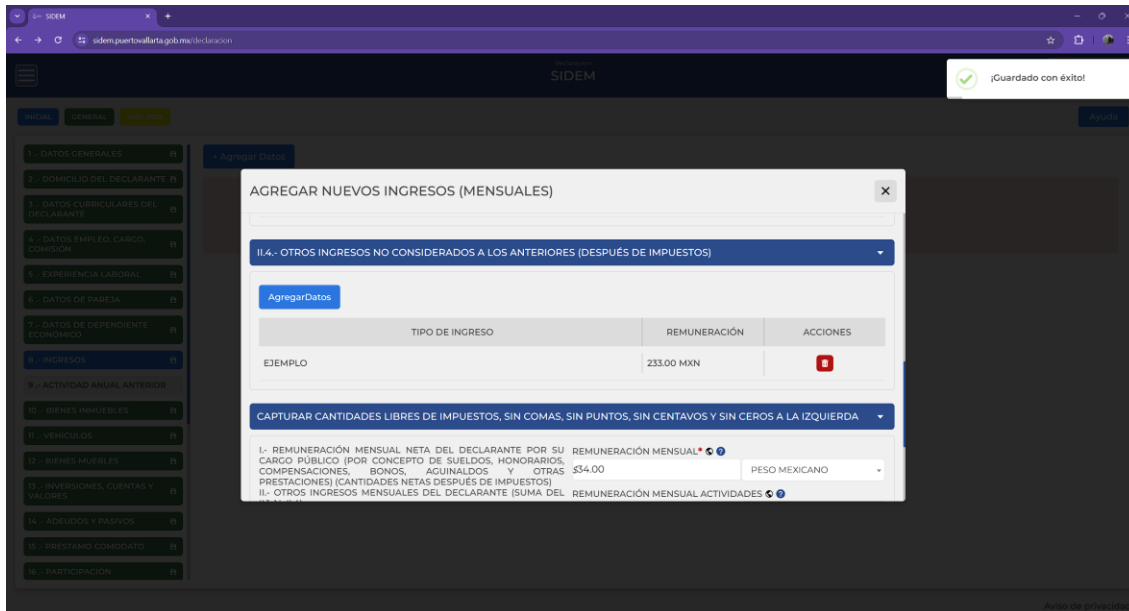 SIDEM
sidem.puertovallarta.gob.mx/declaracion
SIDEM
¡Guardado con éxito!
INICIAL
GENERAL
Ayuda
1 .- DATOS GENERALES
+ Agregar Datos
2 .- DOMICILIO DEL DECLARANTE
3 .- DATOS CURRICULARES DEL
DECLARANTE
4 .- DATOS EMPLEO, CARGO,
COMISIÓN
5 .- EXPERIENCIA LABORAL
6 .- DATOS DE PAREJA
7 .- DATOS DE DEPENDIENTE
ECONÓMICO
8 .- INGRESOS
9 .- ACTIVIDAD ANUAL ANTERIOR
10 .- BIENES INMUEBLES
11 .- VEHÍCULOS
12 .- BIENES MUEBLES
13 .- INVERSIONES, CUENTAS Y
VALORES
14 .- ADEUDOS Y PASIVOS
15 .- PRÉSTAMO COMODATO
16 .- PARTICIPACIÓN
AGREGAR NUEVOS INGRESOS (MENSUALES)
II.4.- OTROS INGRESOS NO CONSIDERADOS A LOS ANTERIORES (DESPUÉS DE IMPUESTOS)
AgregarDatos
TIPO DE INGRESO REMUNERACIÓN ACCIONES
EJEMPLO 233.00 MXN
CAPTURAR CANTIDADES LIBRES DE IMPUESTOS, SIN COMAS, SIN PUNTOS, SIN CENTAVOS Y SIN CEROS A LA IZQUIERDA
I.- REMUNERACIÓN MENSUAL NETA DEL DECLARANTE POR SU
CARGO PÚBLICO (POR CONCEPTO DE SUELDOS, HONORARIOS,
COMPENSACIONES, BONOS, AGUINALDOS Y OTRAS
PRESTACIONES) (CANTIDADES NETAS DESPUÉS DE IMPUESTOS)
REMUNERACIÓN MENSUAL*
$34.00 PESO MEXICANO
II.- OTROS INGRESOS MENSUALES DEL DECLARANTE (SUMA DEL
REMUNERACIÓN MENSUAL ACTIVIDADES
Aviso de privacidad